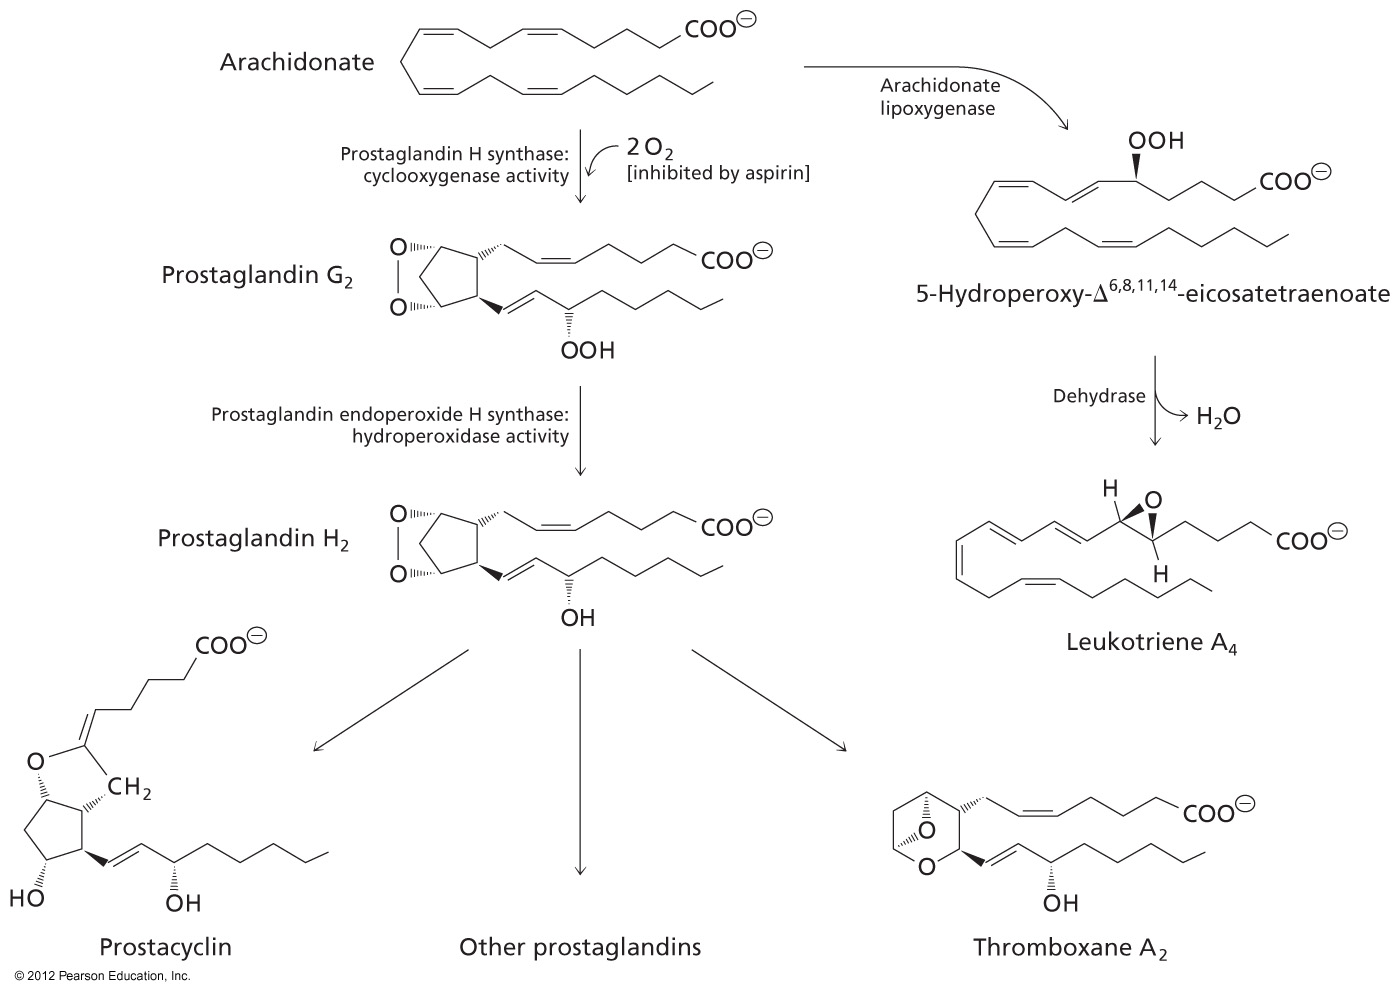 COO⊖
Arachidonate
Arachidonate
lipoxygenase
Prostaglandin H synthase:
cyclooxygenase activity
2 O₂
[inhibited by aspirin]
OOH
COO⊖
5-Hydroperoxy-Δ⁶,⁸,¹¹,¹⁴-eicosatetraenoate
O
O
COO⊖
Prostaglandin G₂
OOH
Prostaglandin endoperoxide H synthase:
hydroperoxidase activity
Dehydrase
H₂O
O
O
COO⊖
Prostaglandin H₂
OH
H
O
COO⊖
H
Leukotriene A₄
COO⊖
O
CH₂
HO
OH
Prostacyclin
Other prostaglandins
O
O
COO⊖
OH
Thromboxane A₂
© 2012 Pearson Education, Inc.